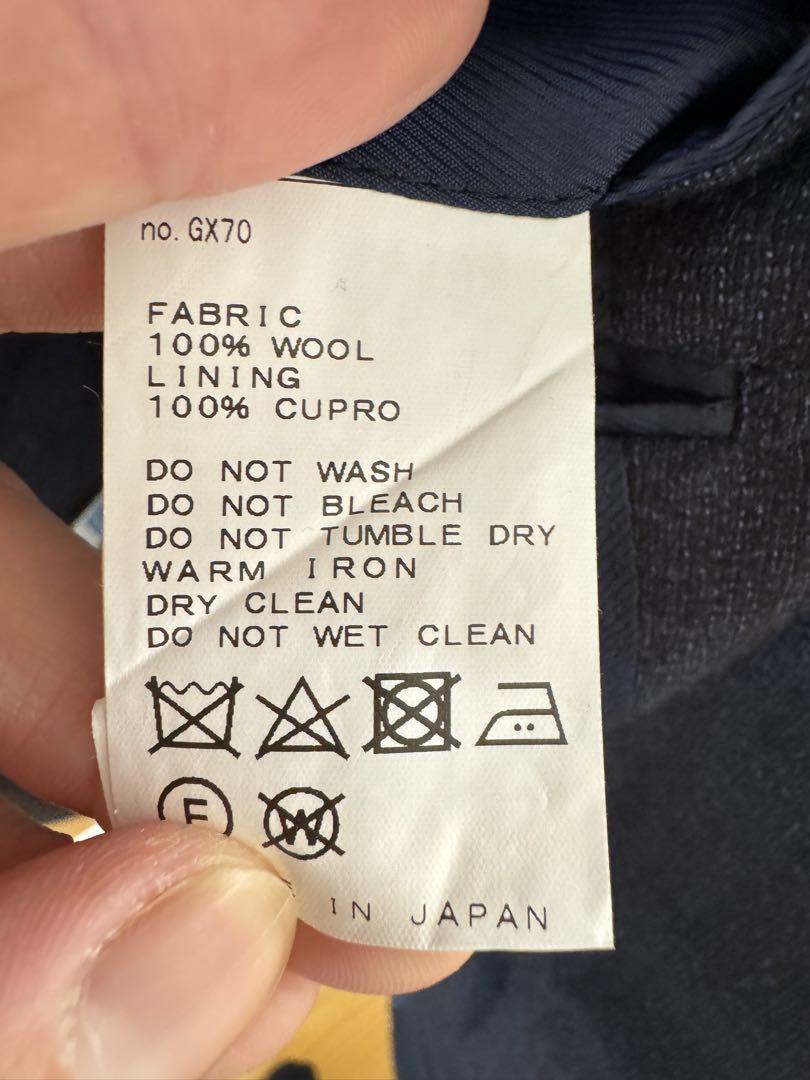 no. GX70
FABRIC
100% WOOL
LINING
100% CUPRO
DO NOT WASH
DO NOT BLEACH
DO NOT TUMBLE DRY
WARM IRON
DRY CLEAN
DO NOT WET CLEAN
W
IN JAPAN